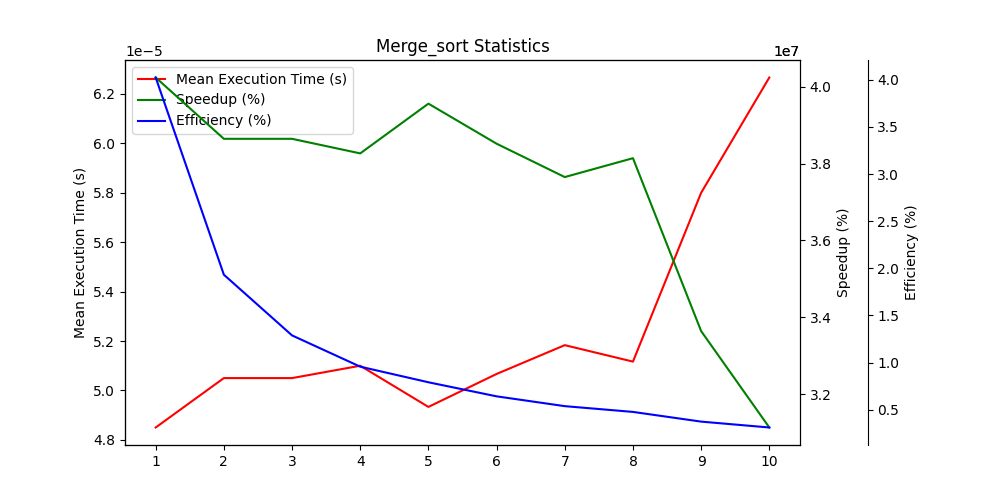 Merge_sort Statistics
1e−5
1e7
Mean Execution Time (s)
Speedup (%)
Efficiency (%)
6.2
6.0
5.8
5.6
5.4
5.2
5.0
4.8
Mean Execution Time (s)
4.0
3.8
3.6
3.4
3.2
Speedup (%)
4.0
3.5
3.0
2.5
2.0
1.5
1.0
0.5
Efficiency (%)
1 2 3 4 5 6 7 8 9 10